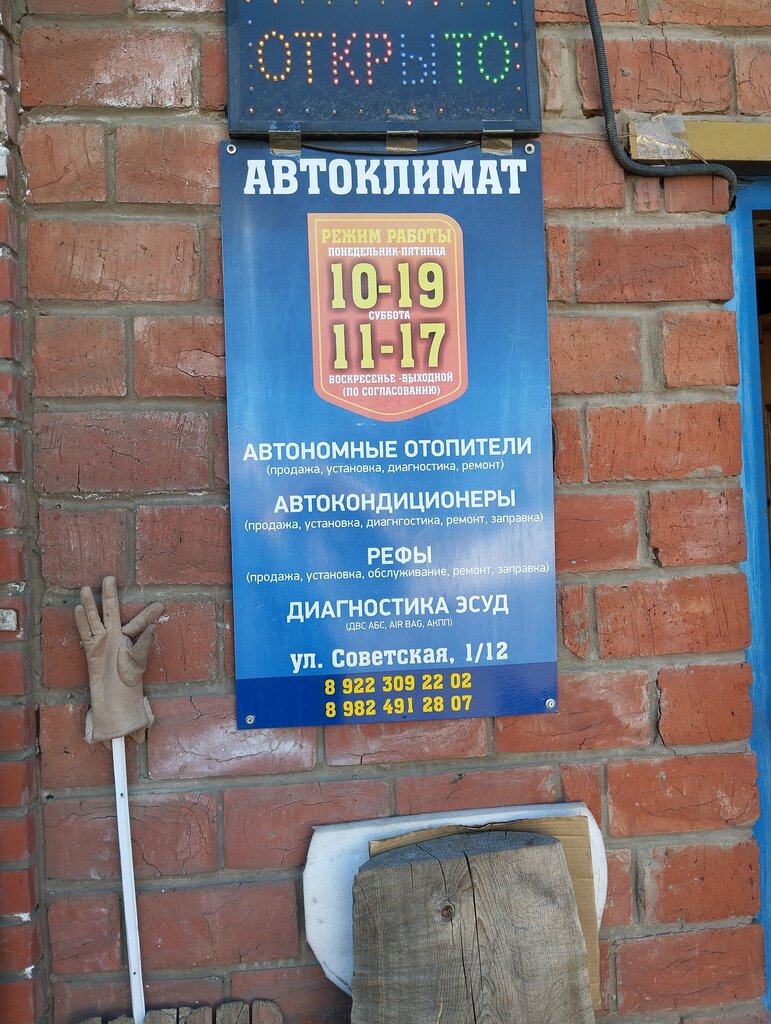 ОТКРЫТО
АВТОКЛИМАТ
РЕЖИМ РАБОТЫ
ПОНЕДЕЛЬНИК-ПЯТНИЦА
10-19
СУББОТА
11-17
ВОСКРЕСЕНЬЕ -ВЫХОДНОЙ
(ПО СОГЛАСОВАНИЮ)
АВТОНОМНЫЕ ОТОПИТЕЛИ
(продажа, установка, диагностика, ремонт)
АВТОКОНДИЦИОНЕРЫ
(продажа, установка, диагнгостика, ремонт, заправка)
РЕФЫ
(продажа, установка, обслуживание, ремонт, заправка)
ДИАГНОСТИКА ЭСУД
(ДВС АБС, AIR BAG, АКПП)
ул. Советская, 1/12
8 922 309 22 02
8 982 491 28 07